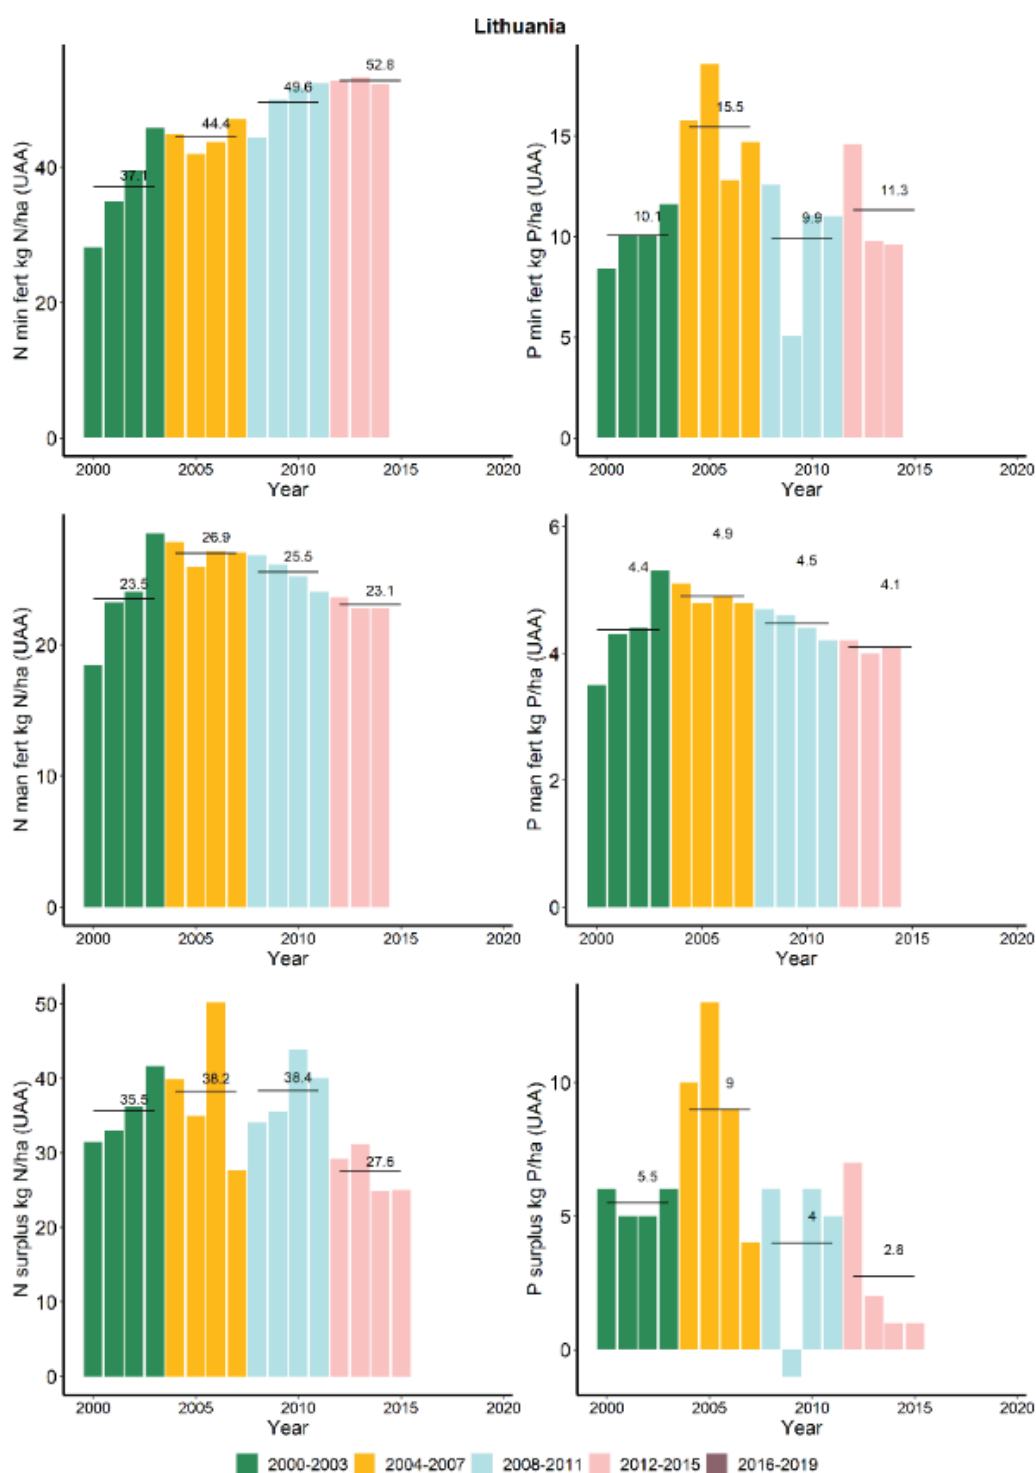 Lithuania
N min fert kg N/ha (UAA)
40
20
0
37.1
44.4
49.6
52.8
2000 2005 2010 2015 2020
Year
P min fert kg P/ha (UAA)
15
10
5
0
10.1
15.5
9.9
11.3
2000 2005 2010 2015 2020
Year
N man fert kg N/ha (UAA)
20
10
0
23.5
26.9
25.5
23.1
2000 2005 2010 2015 2020
Year
P man fert kg P/ha (UAA)
6
4
2
0
4.4
4.9
4.5
4.1
2000 2005 2010 2015 2020
Year
N surplus kg N/ha (UAA)
50
40
30
20
10
0
35.5
38.2
38.4
27.5
2000 2005 2010 2015 2020
Year
P surplus kg P/ha (UAA)
10
5
0
5.5
9
4
2.8
2000 2005 2010 2015 2020
Year
2000-2003 2004-2007 2008-2011 2012-2015 2016-2019